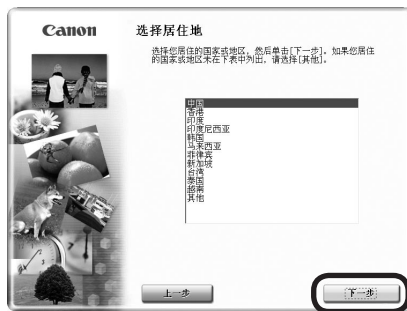 Canon
选择居住地
选择您居住的国家或地区，然后单击[下一步]。如果您居住
的国家或地区未在下表中列出，请选择[其他]。
中国
香港
印度
印度尼西亚
韩国
马来西亚
菲律宾
新加坡
台湾
泰国
越南
其他
上一步
下一步